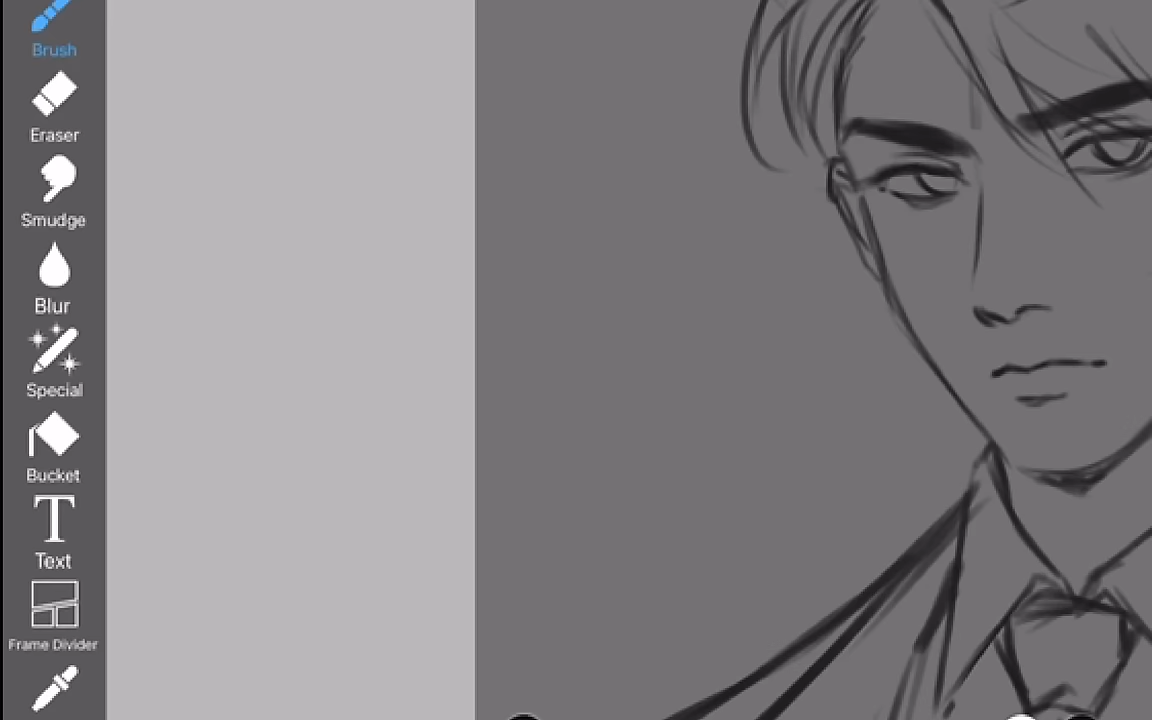 Brush
Eraser
Smudge
Blur
Special
Bucket
Text
Frame Divider